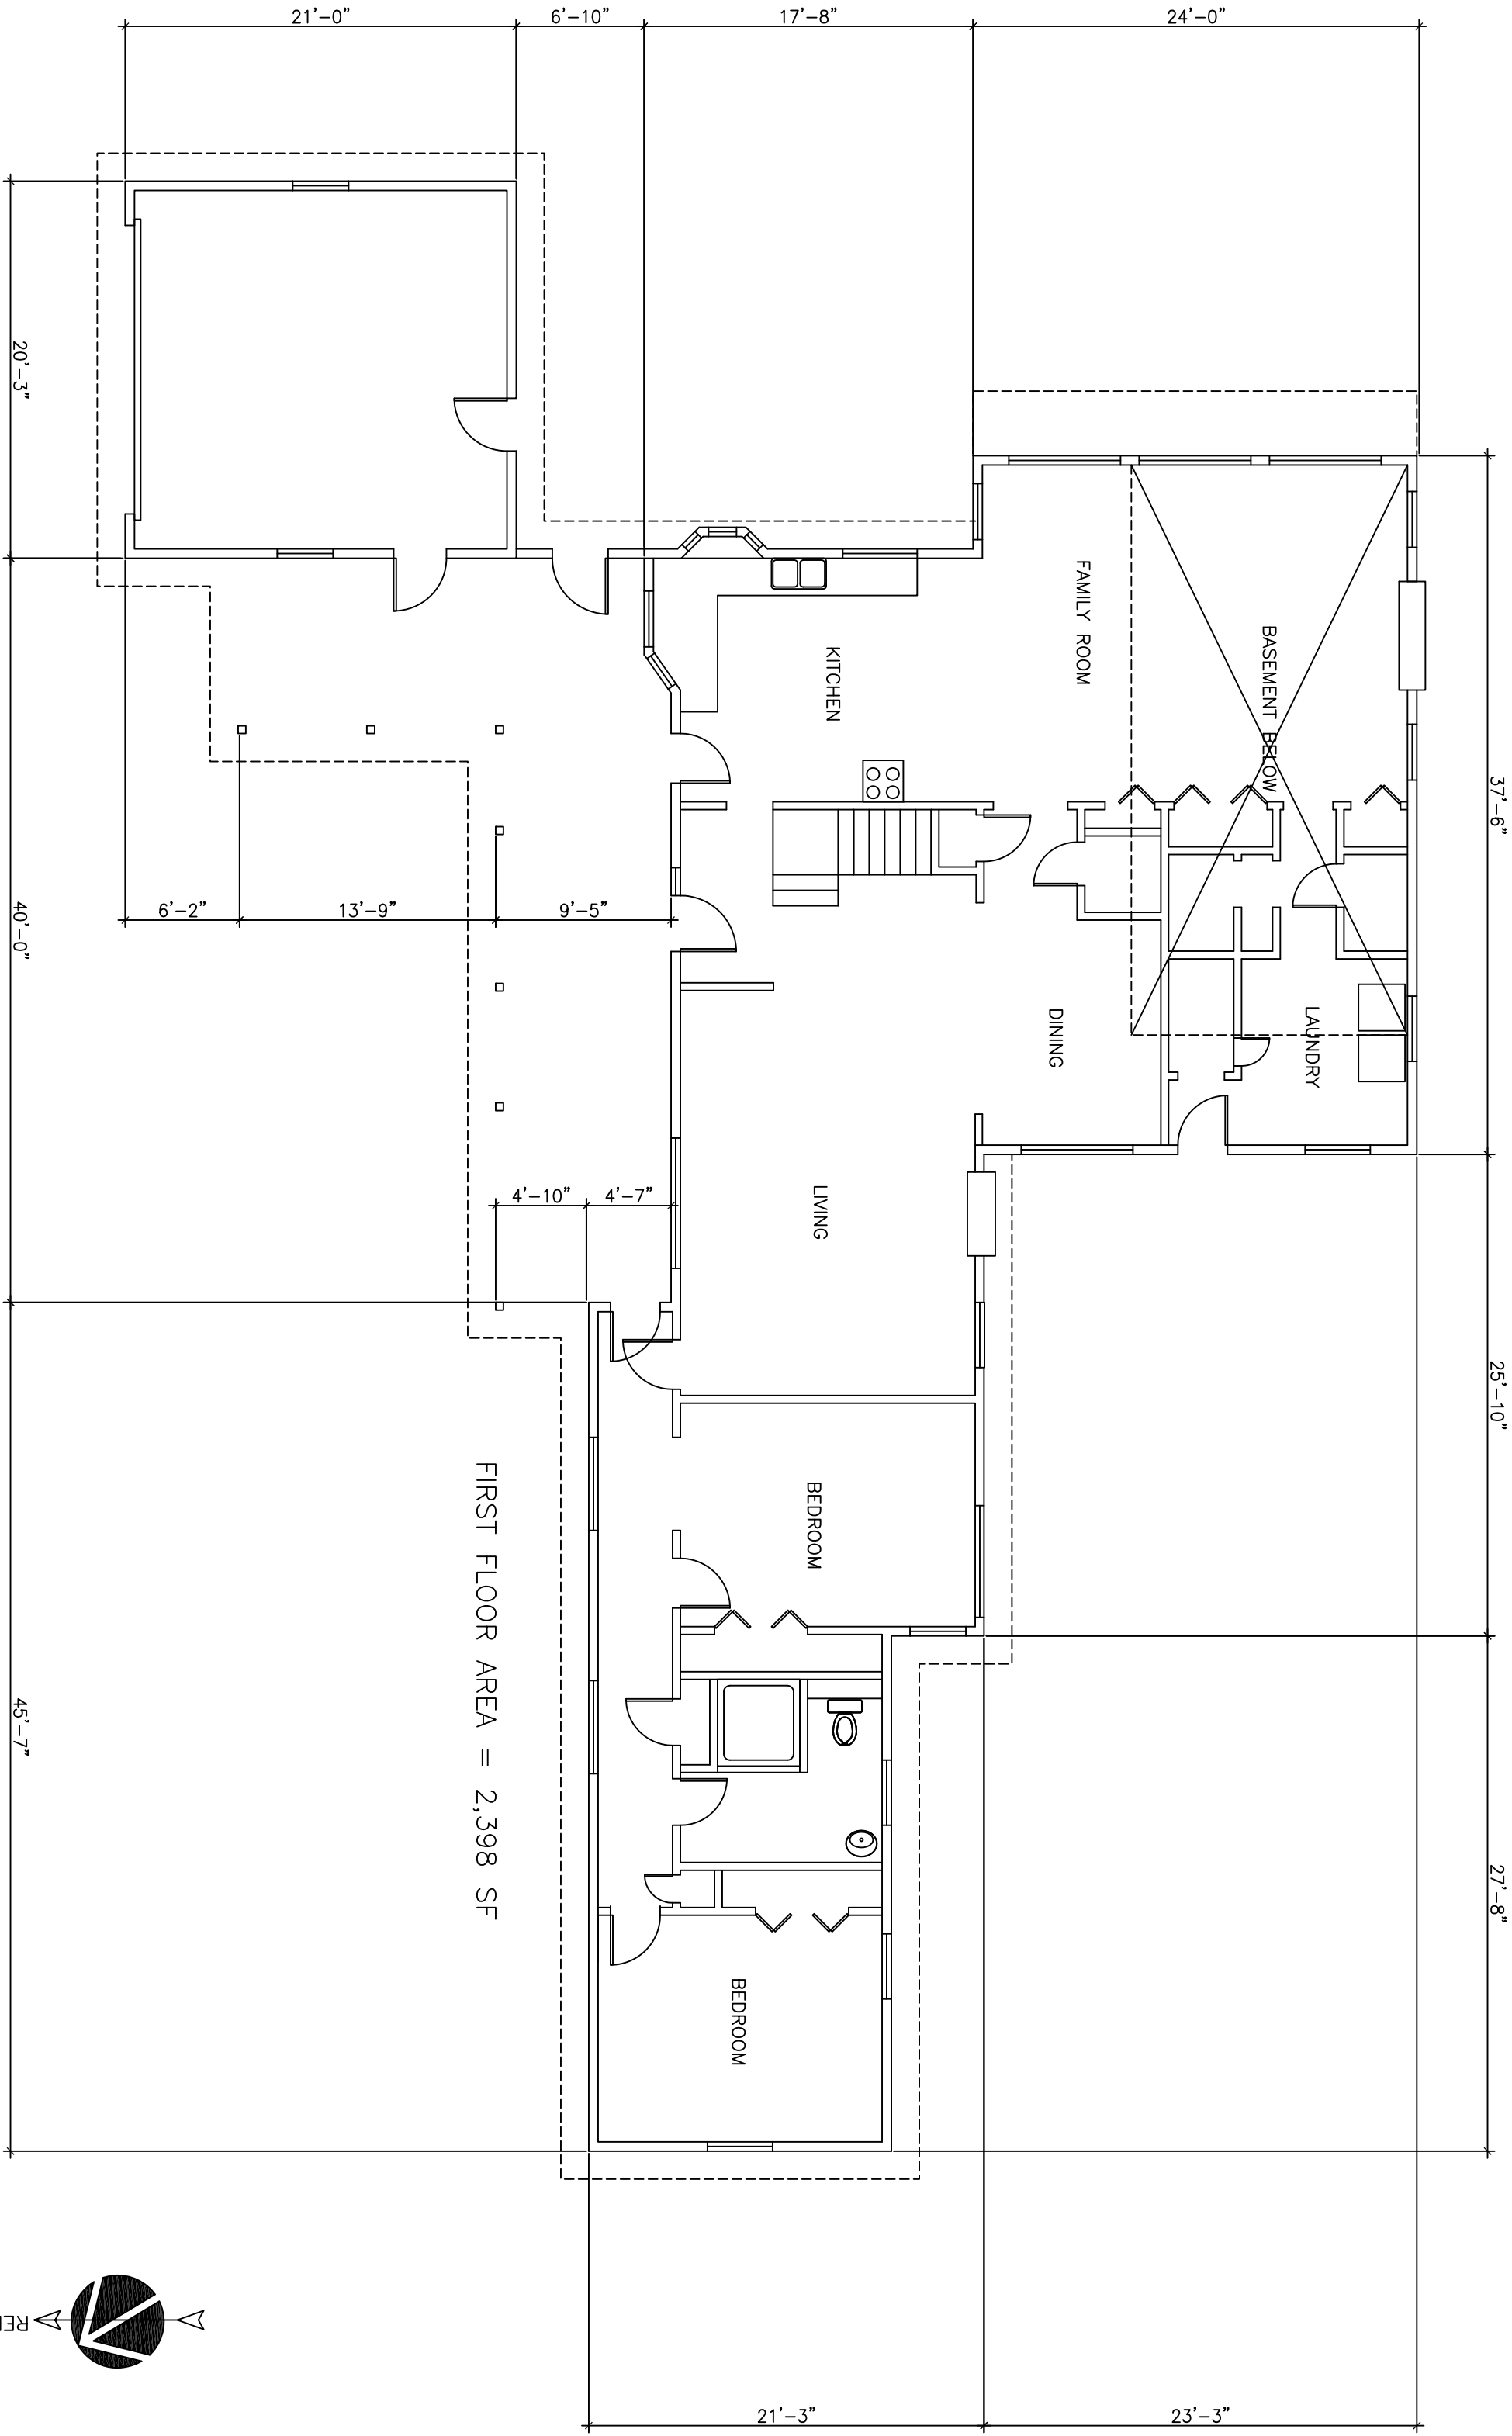 21'-0"
6'-10"
17'-8"
24'-0"
20'-3"
40'-0"
45'-7"
37'-6"
25'-10"
27'-8"
FAMILY ROOM
BASEMENT BELOW
KITCHEN
6'-2"
13'-9"
9'-5"
DINING
LAUNDRY
4'-10"
4'-7"
LIVING
BEDROOM
BEDROOM
FIRST FLOOR AREA = 2,398 SF
21'-3"
23'-3"